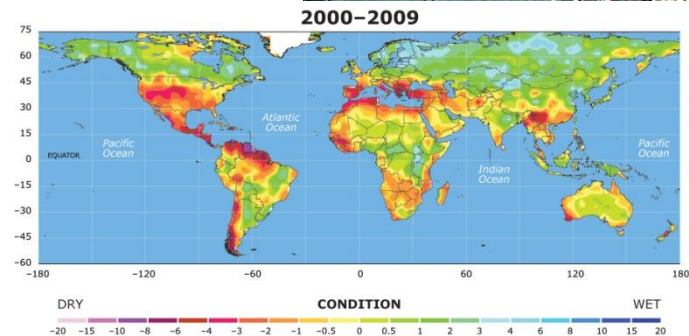 2000–2009
75
60
45
30
15
0
−15
−30
−45
−60
EQUATOR
Pacific
Ocean
Atlantic
Ocean
Indian
Ocean
Pacific
Ocean
−180 −120 −60 0 60 120 180
DRY CONDITION WET
−20 −15 −10 −8 −6 −4 −3 −2 −1 −0.5 0 0.5 1 2 3 4 6 8 10 15 20